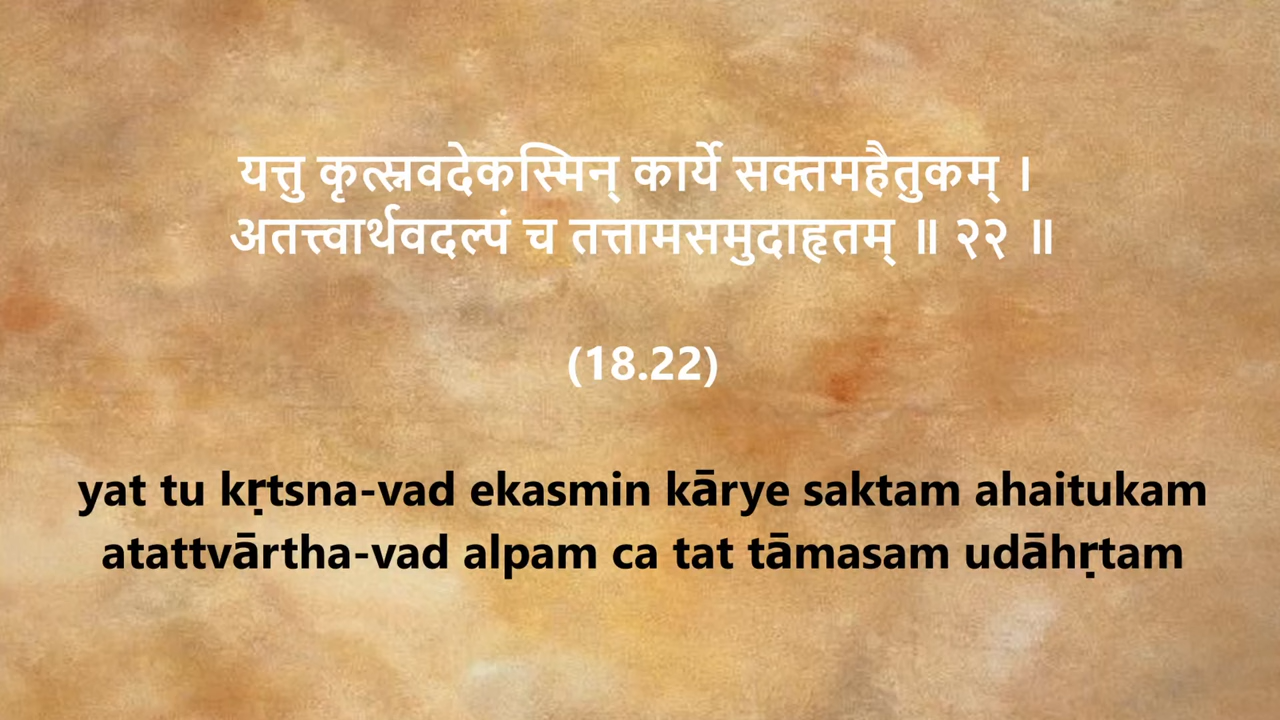 यत्तु कृत्स्नवदेकस्मिन् कार्ये सक्तमहैतुकम् ।
अतत्त्वार्थवदल्पं च तत्तामसमुदाहृतम् ॥ २२ ॥
(18.22)
yat tu kṛtsna-vad ekasmin kārye saktam ahaitukam
atattvārtha-vad alpam ca tat tāmasam udāhṛtam